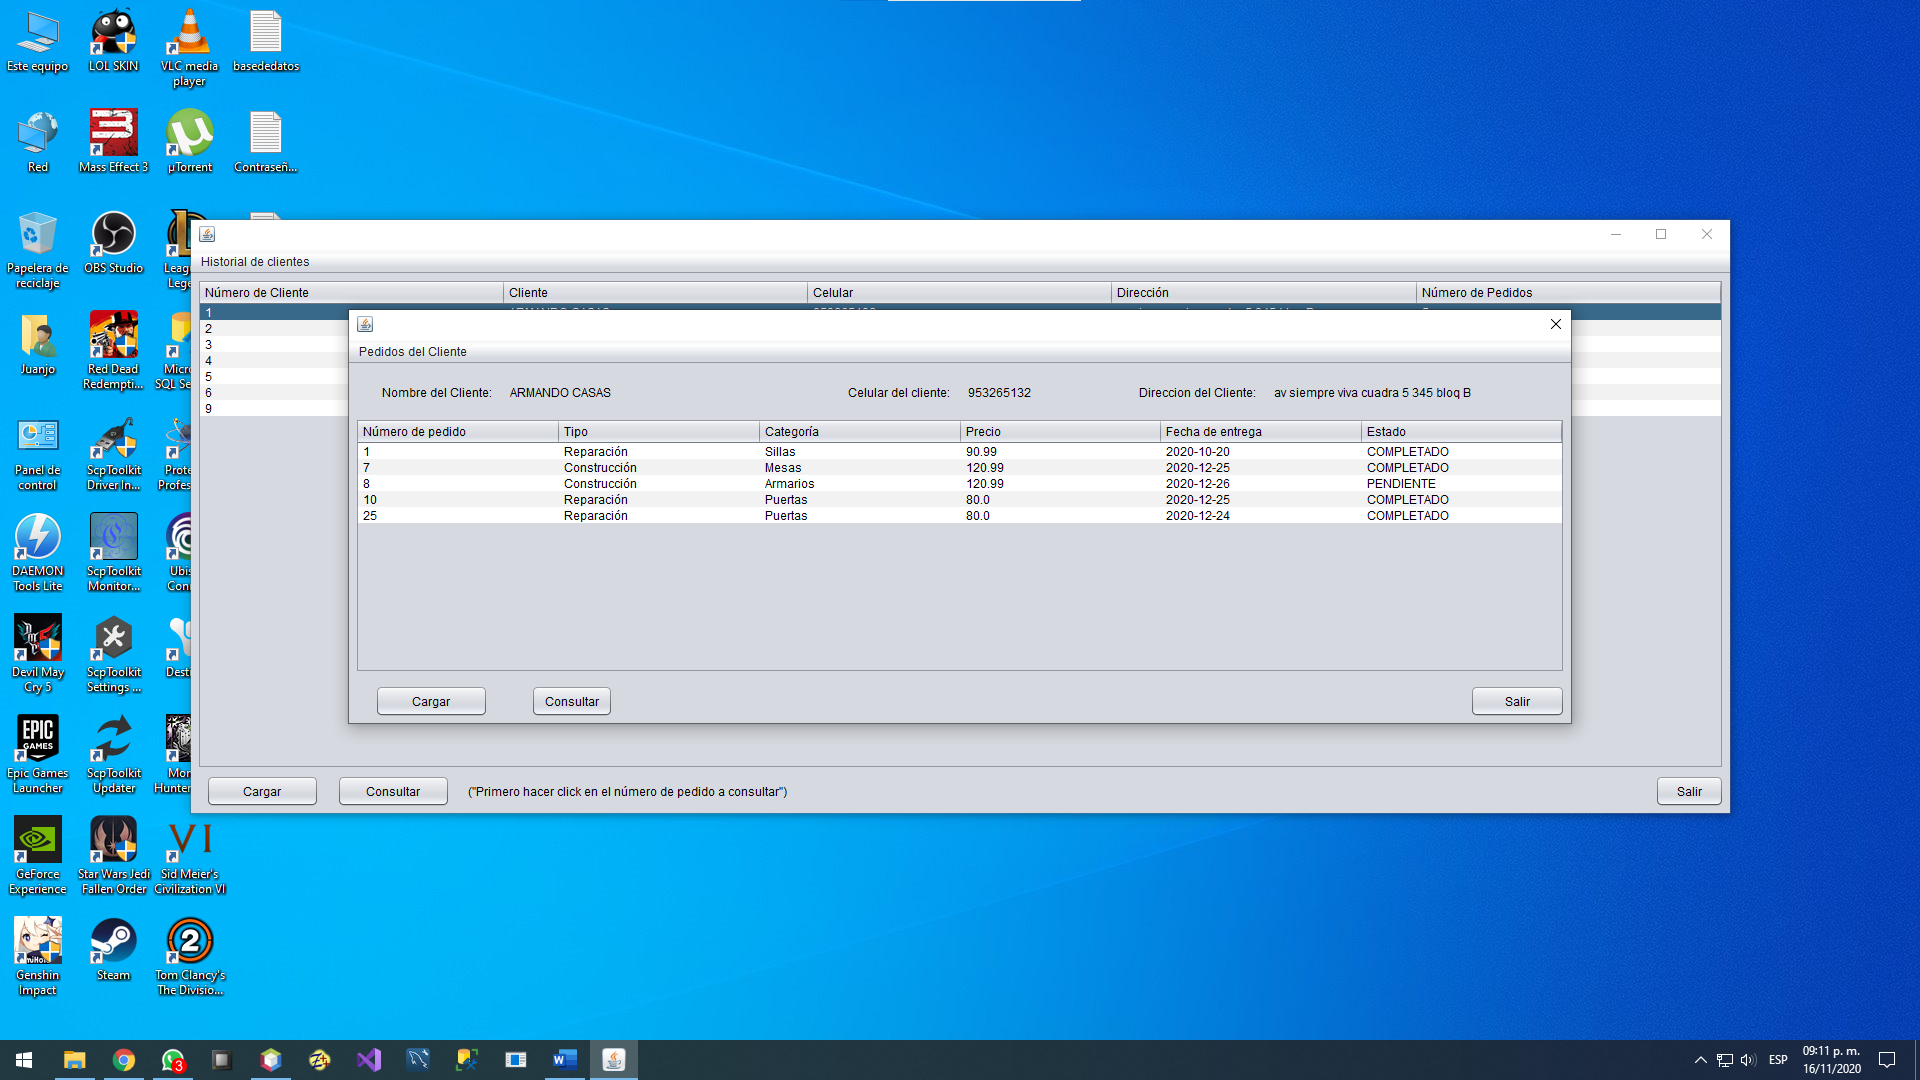 Este equipo
LOL SKIN
VLC media player
basededatos
Red
Mass Effect 3
µTorrent
Contraseñ...
Papelera de reciclaje
OBS Studio
Juanjo
Red Dead Redempti...
Panel de control
ScpToolkit Driver In...
DAEMON Tools Lite
ScpToolkit Monitor...
Devil May Cry 5
ScpToolkit Settings ...
Epic Games Launcher
ScpToolkit Updater
GeForce Experience
Star Wars Jedi Fallen Order
Sid Meier's Civilization VI
Genshin Impact
Steam
Tom Clancy's The Divisio...
Historial de clientes
Número de Cliente Cliente Celular Dirección Número de Pedidos
1
2
3
4
5
6
9
Pedidos del Cliente
Nombre del Cliente: ARMANDO CASAS Celular del cliente: 953265132 Direccion del Cliente: av siempre viva cuadra 5 345 bloq B
Número de pedido Tipo Categoría Precio Fecha de entrega Estado
1 Reparación Sillas 90.99 2020-10-20 COMPLETADO
7 Construcción Mesas 120.99 2020-12-25 COMPLETADO
8 Construcción Armarios 120.99 2020-12-26 PENDIENTE
10 Reparación Puertas 80.0 2020-12-25 COMPLETADO
25 Reparación Puertas 80.0 2020-12-24 COMPLETADO
Cargar Consultar Salir
Cargar Consultar ("Primero hacer click en el número de pedido a consultar") Salir
3
ESP
09:11 p. m.
16/11/2020